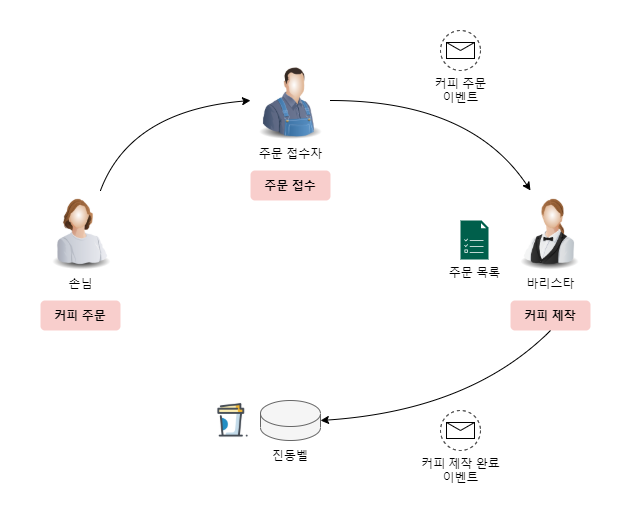 커피 주문
이벤트
주문 접수자
주문 접수
손님
커피 주문
주문 목록
바리스타
커피 제작
진동벨
커피 제작 완료
이벤트